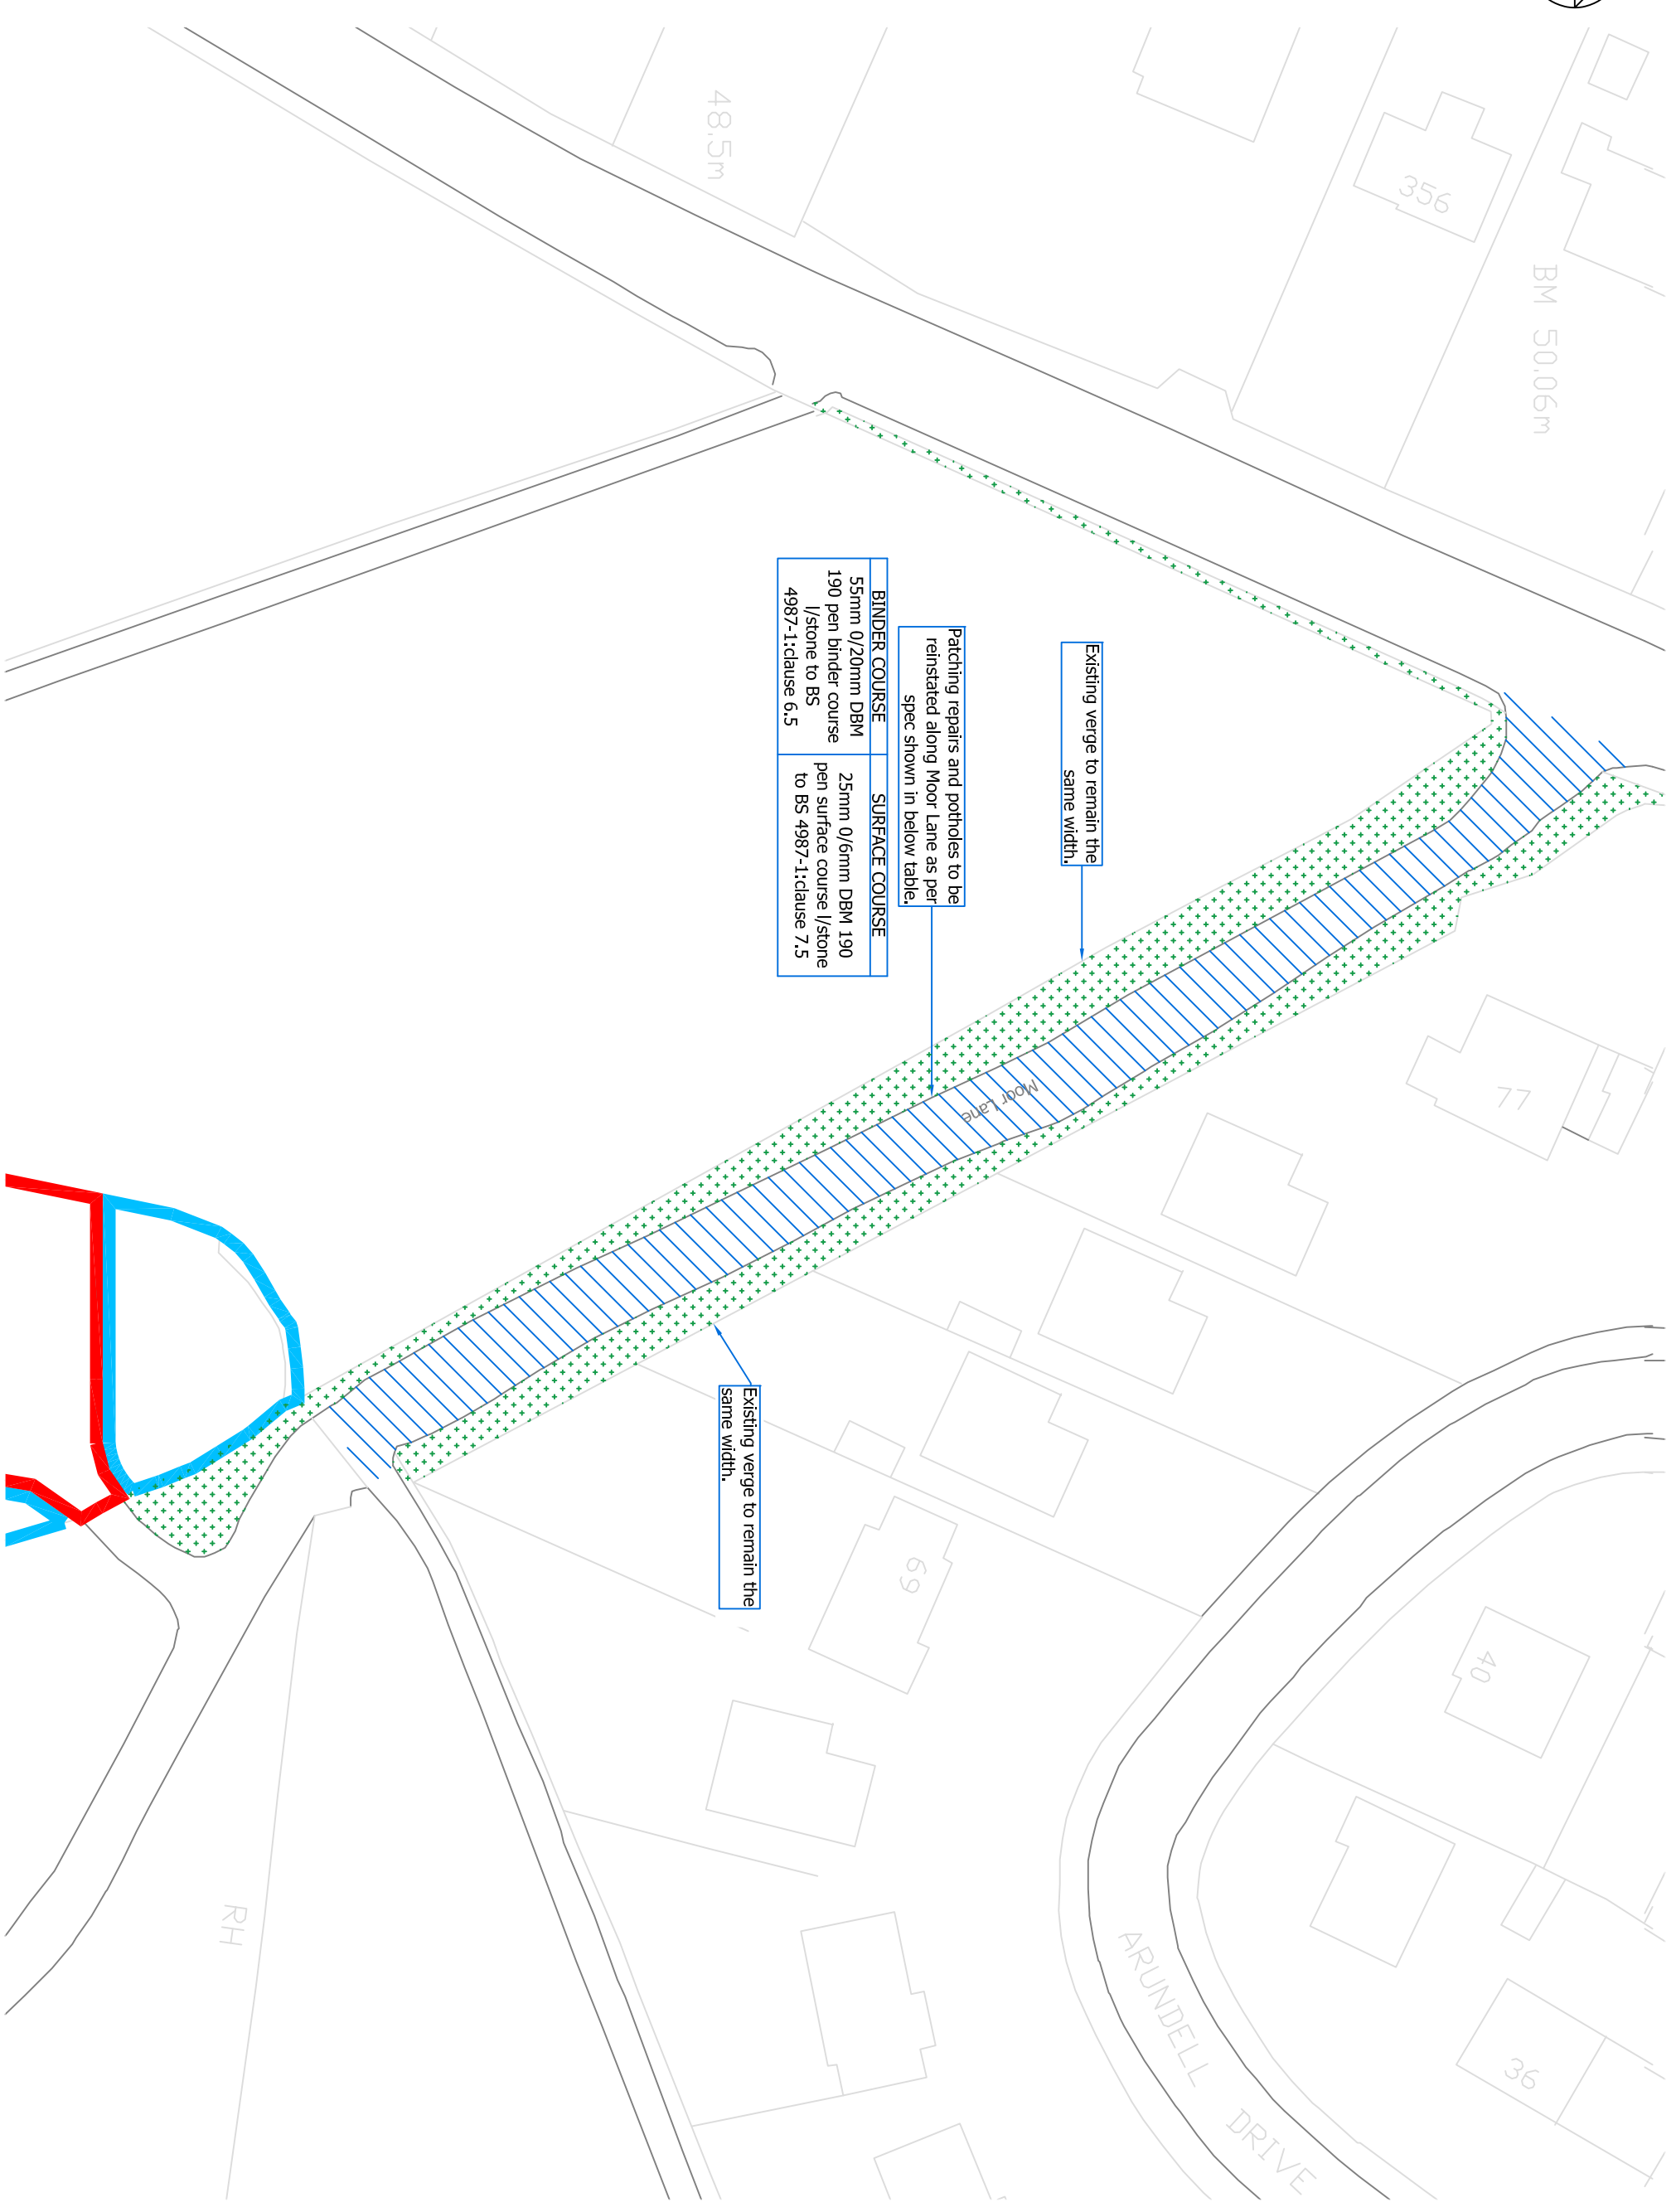 48.5m
356
BM 50.06m
Existing verge to remain the
same width.
Patching repairs and potholes to be
reinstated along Moor Lane as per
spec shown in below table.
BINDER COURSE
55mm 0/20mm DBM
190 pen binder course
l/stone to BS
4987-1:clause 6.5
SURFACE COURSE
25mm 0/6mm DBM 190
pen surface course l/stone
to BS 4987-1:clause 7.5
Moor Lane
77
Existing verge to remain the
same width.
69
40
36
ARUNDELL DRIVE
RH